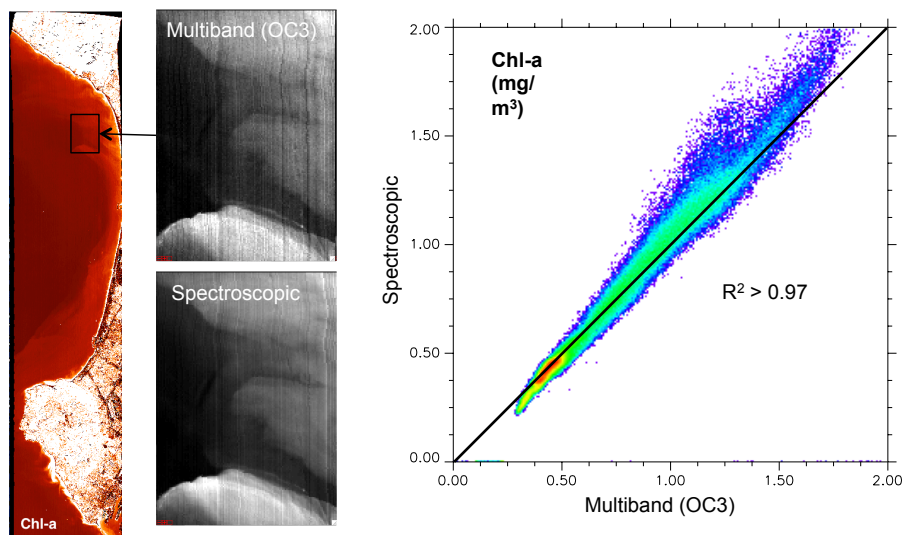 Chl-a
Multiband (OC3)
Spectroscopic
Chl-a
(mg/
m³)
R² > 0.97
Spectroscopic
2.00
1.50
1.00
0.50
0.00
0.00
0.50
1.00
1.50
2.00
Multiband (OC3)